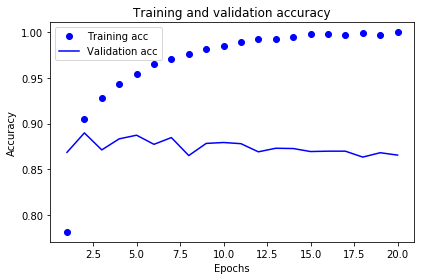 Training and validation accuracy
Training acc
Validation acc
1.00
0.95
0.90
0.85
0.80
Accuracy
2.5 5.0 7.5 10.0 12.5 15.0 17.5 20.0
Epochs